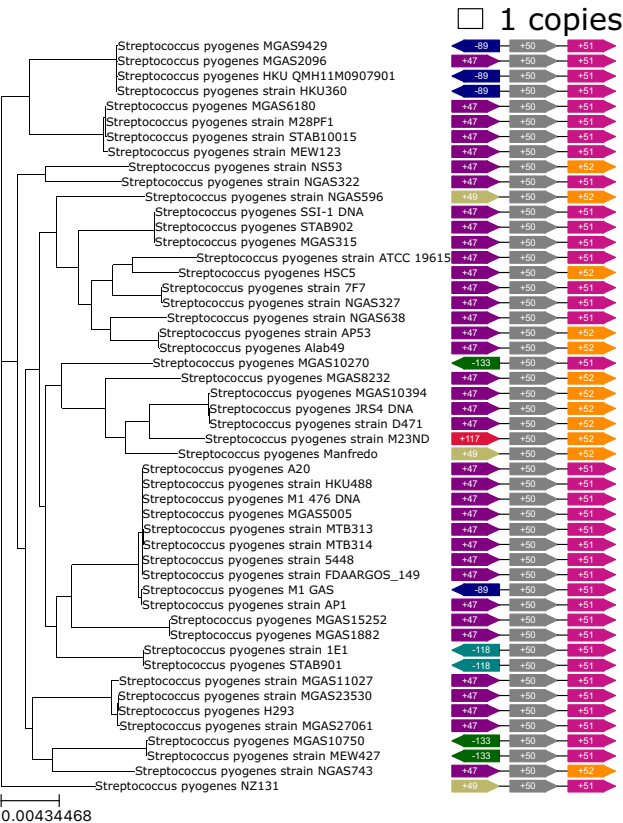 1 copies
Streptococcus pyogenes MGAS9429 -89 +50 +51
Streptococcus pyogenes MGAS2096 +47 +50 +51
Streptococcus pyogenes HKU QMH11M0907901 -89 +50 +51
Streptococcus pyogenes strain HKU360 -89 +50 +51
Streptococcus pyogenes MGAS6180 +47 +50 +51
Streptococcus pyogenes strain M28PF1 +47 +50 +51
Streptococcus pyogenes strain STAB10015 +47 +50 +51
Streptococcus pyogenes strain MEW123 +47 +50 +51
Streptococcus pyogenes strain NS53 +47 +50 +52
Streptococcus pyogenes strain NGAS322 +47 +50 +51
Streptococcus pyogenes strain NGAS596 +49 +50 +52
Streptococcus pyogenes SSI-1 DNA +47 +50 +51
Streptococcus pyogenes STAB902 +47 +50 +51
Streptococcus pyogenes MGAS315 +47 +50 +51
Streptococcus pyogenes strain ATCC 19615 +47 +50 +51
Streptococcus pyogenes HSC5 +47 +50 +52
Streptococcus pyogenes strain 7F7 +47 +50 +51
Streptococcus pyogenes strain NGAS327 +47 +50 +51
Streptococcus pyogenes strain NGAS638 +47 +50 +51
Streptococcus pyogenes strain AP53 +47 +50 +52
Streptococcus pyogenes Alab49 +47 +50 +52
Streptococcus pyogenes MGAS10270 -133 +50 +51
Streptococcus pyogenes MGAS8232 +47 +50 +52
Streptococcus pyogenes MGAS10394 +47 +50 +52
Streptococcus pyogenes JRS4 DNA +47 +50 +52
Streptococcus pyogenes strain D471 +47 +50 +52
Streptococcus pyogenes strain M23ND +117 +50 +52
Streptococcus pyogenes Manfredo +49 +50 +52
Streptococcus pyogenes A20 +47 +50 +51
Streptococcus pyogenes strain HKU488 +47 +50 +51
Streptococcus pyogenes M1 476 DNA +47 +50 +51
Streptococcus pyogenes MGAS5005 +47 +50 +51
Streptococcus pyogenes strain MTB313 +47 +50 +51
Streptococcus pyogenes strain MTB314 +47 +50 +51
Streptococcus pyogenes strain 5448 +47 +50 +51
Streptococcus pyogenes strain FDAARGOS_149 +47 +50 +51
Streptococcus pyogenes M1 GAS -89 +50 +51
Streptococcus pyogenes strain AP1 +47 +50 +51
Streptococcus pyogenes MGAS15252 +47 +50 +51
Streptococcus pyogenes MGAS1882 +47 +50 +51
Streptococcus pyogenes strain 1E1 -118 +50 +51
Streptococcus pyogenes STAB901 -118 +50 +51
Streptococcus pyogenes strain MGAS11027 +47 +50 +51
Streptococcus pyogenes strain MGAS23530 +47 +50 +51
Streptococcus pyogenes H293 +47 +50 +51
Streptococcus pyogenes strain MGAS27061 +47 +50 +51
Streptococcus pyogenes MGAS10750 -133 +50 +51
Streptococcus pyogenes strain MEW427 -133 +50 +51
Streptococcus pyogenes strain NGAS743 +47 +50 +52
Streptococcus pyogenes NZ131 +49 +50 +51
0.00434468